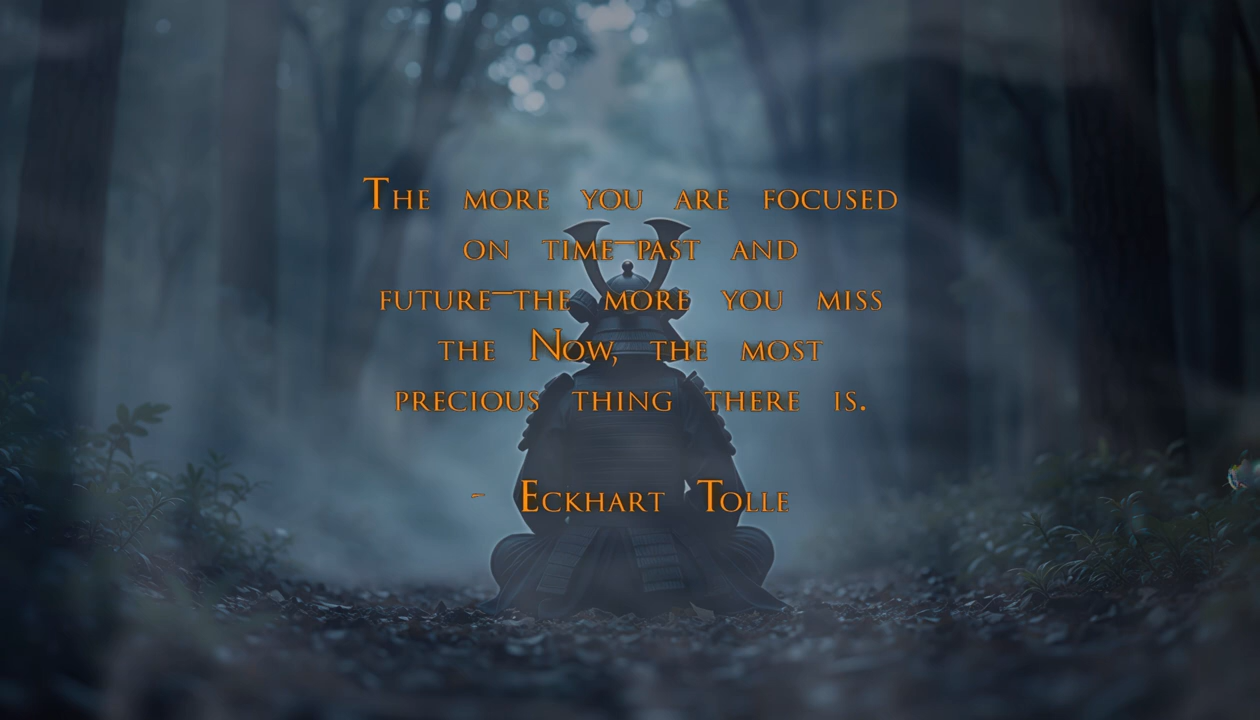 The more you are focused
on time—past and
future—the more you miss
the Now, the most
precious thing there is.
- Eckhart Tolle